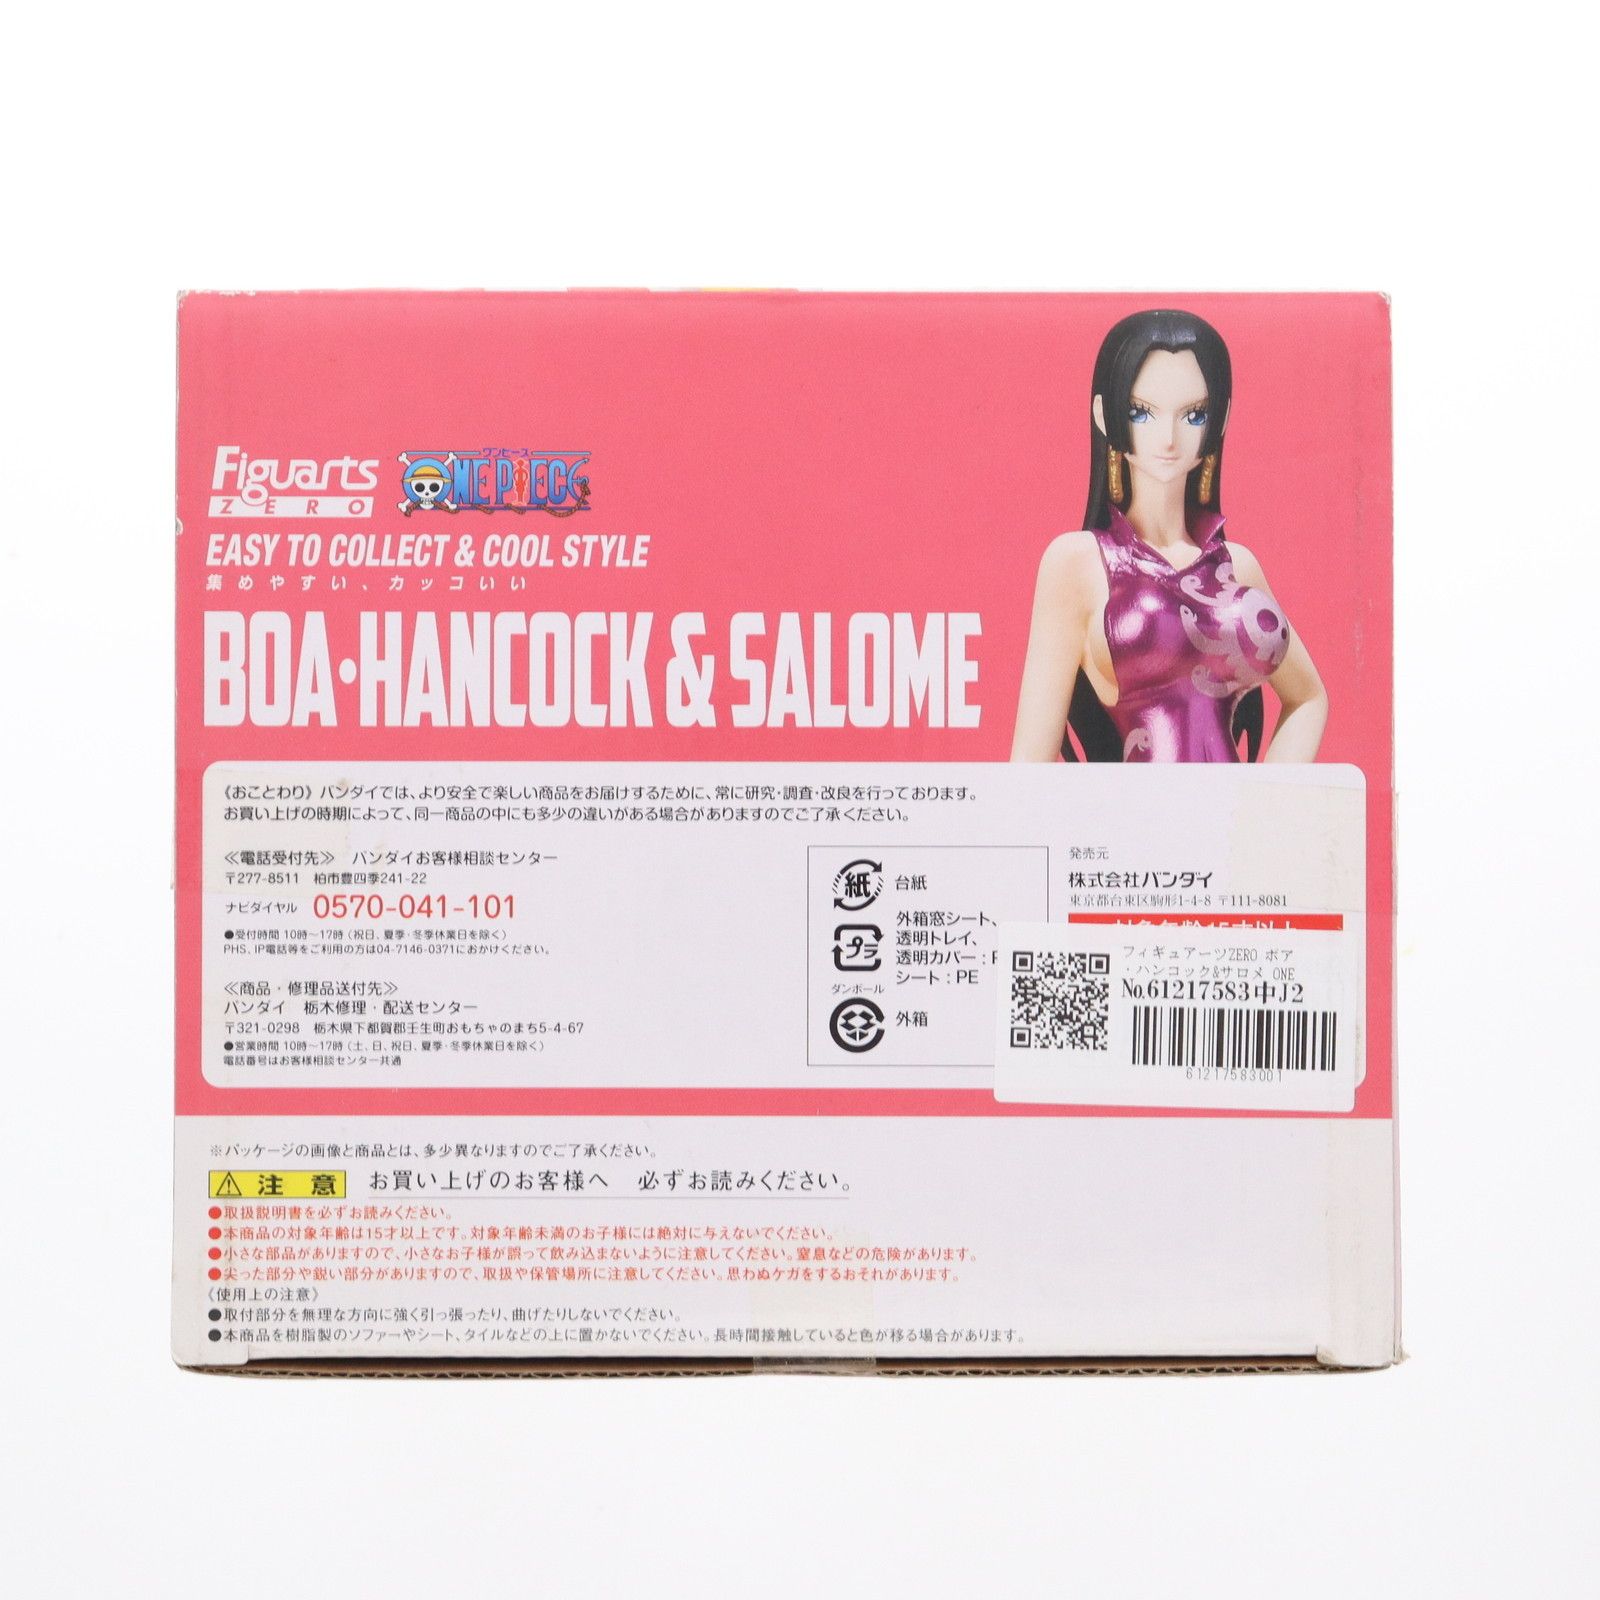 Figuarts
ZERO
ワンピース
ONE PIECE
EASY TO COLLECT & COOL STYLE
集めやすい、カッコいい
BOA・HANCOCK & SALOME
《おことわり》バンダイでは、より安全で楽しい商品をお届けするために、常に研究・調査・改良を行っております。
お買い上げの時期によって、同一商品の中にも多少の違いがある場合がありますのでご了承ください。
≪電話受付先≫ バンダイお客様相談センター
〒277-8511 柏市豊四季241-22
ナビダイヤル 0570-041-101
●受付時間 10時〜17時 (祝日、夏季・冬季休業日を除く)
PHS、IP電話等をご利用の方は04-7146-0371におかけください。
≪商品・修理品送付先≫
バンダイ 栃木修理・配送センター
〒321-0298 栃木県下都賀郡壬生町おもちゃのまち5-4-67
●営業時間 10時〜17時 (土、日、祝日、夏季・冬季休業日を除く)
電話番号はお客様相談センター共通
紙 台紙
プラ 外箱窓シート、
透明トレイ、
透明カバー：
シート：PE
ダンボール
外箱
発売元
株式会社バンダイ
東京都台東区駒形1-4-8 〒111-8081
フィギュアーツZERO ボア
・ハンコック&サロメ ONE
No.61217583中J2
61217583001
※パッケージの画像と商品とは、多少異なりますのでご了承ください。
注意 お買い上げのお客様へ 必ずお読みください。
●取扱説明書を必ずお読みください。
●本商品の対象年齢は15才以上です。対象年齢未満のお子様には絶対に与えないでください。
●小さな部品がありますので、小さなお子様が誤って飲み込まないように注意してください。窒息などの危険があります。
●尖った部分や鋭い部分がありますので、取扱や保管場所に注意してください。思わぬケガをするおそれがあります。
《使用上の注意》
●取付部分を無理な方向に強く引っ張ったり、曲げたりしないでください。
●本商品を樹脂製のソファーやシート、タイルなどの上に置かないでください。長時間接触していると色が移る場合があります。